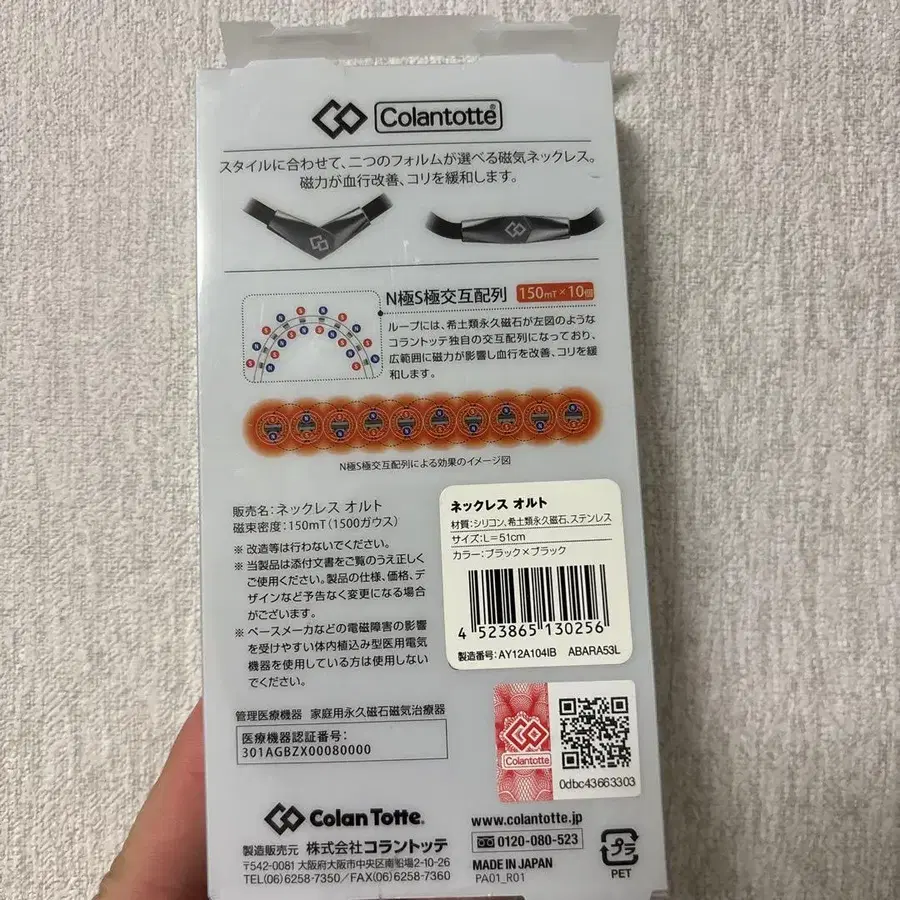 Colantotte®
スタイルに合わせて、二つのフォルムが選べる磁気ネックレス。
磁力が血行改善、コリを緩和します。
N極S極交互配列 150mT×10個
ループには、希土類永久磁石が左図のような
コラントッテ独自の交互配列になっており、
広範囲に磁力が影響し血行を改善、コリを緩
和します。
N極S極交互配列による効果のイメージ図
販売名:ネックレス オルト
磁束密度:150mT(1500ガウス)
※ 改造等は行わないでください。
※ 当製品は添付文書をご覧のうえ正しく
ご使用ください。製品の仕様、価格、デ
ザインなど予告なく変更になる場合
がございます。
※ ペースメーカなどの電磁障害の影響
を受けやすい体内植込み型医用電気
機器を使用している方は使用しない
でください。
管理医療機器 家庭用永久磁石磁気治療器
医療機器認証番号:
301AGBZX00080000
ネックレス オルト
材質:シリコン、希土類永久磁石、ステンレス
サイズ:L=51cm
カラー:ブラック×ブラック
4 523865 130256
製造番号:AY12A104IB ABARA53L
Colantotte
0dbc43663303
Colan Totte®
製造販売元 株式会社コラントッテ
〒542-0081 大阪府大阪市中央区南船場2-10-26
TEL(06)6258-7350/FAX(06)6258-7360
www.colantotte.jp
0120-080-523
MADE IN JAPAN
PA01_R01
プラ
PET